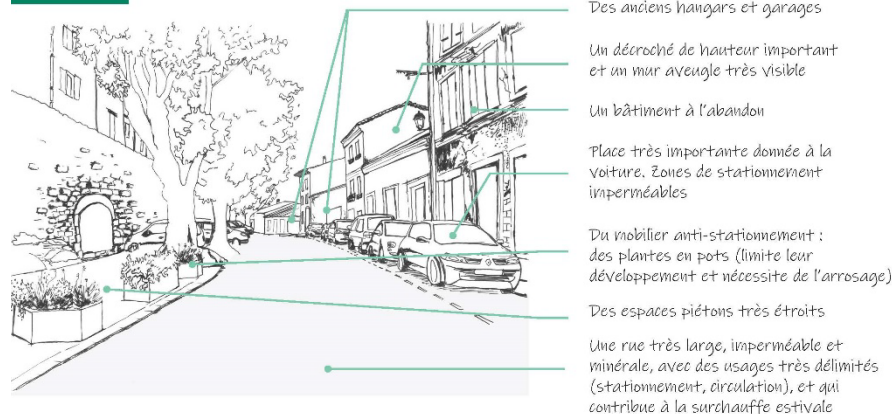 Des anciens hangars et garages
Un décroché de hauteur important
et un mur aveugle très visible
Un bâtiment à l'abandon
Place très importante donnée à la
voiture. Zones de stationnement
imperméables
Du mobilier anti-stationnement :
des plantes en pots (limite leur
développement et nécessite de l'arrosage)
Des espaces piétons très étroits
Une rue très large, imperméable et
minérale, avec des usages très délimités
(stationnement, circulation), et qui
contribue à la surchauffe estivale